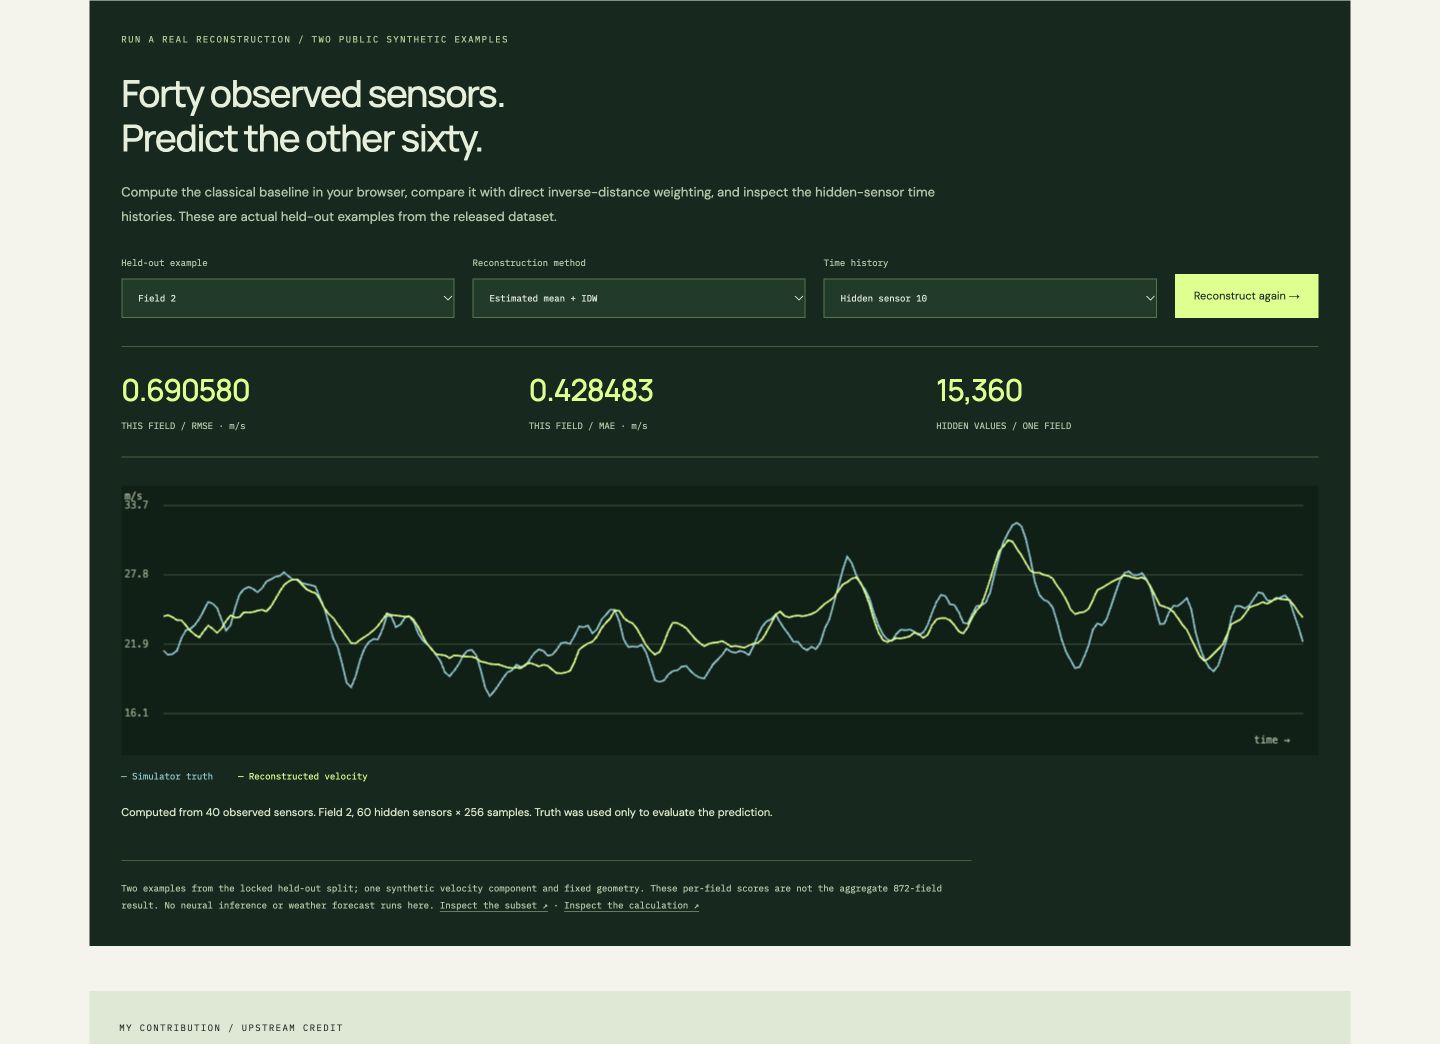 RUN A REAL RECONSTRUCTION / TWO PUBLIC SYNTHETIC EXAMPLES
Forty observed sensors.
Predict the other sixty.
Compute the classical baseline in your browser, compare it with direct inverse-distance weighting, and inspect the hidden-sensor time
histories. These are actual held-out examples from the released dataset.
Held-out example
Field 2
Reconstruction method
Estimated mean + IDW
Time history
Hidden sensor 10
Reconstruct again →
0.690580
THIS FIELD / RMSE · m/s
0.428483
THIS FIELD / MAE · m/s
15,360
HIDDEN VALUES / ONE FIELD
m/s
33.7
27.8
21.9
16.1
time →
— Simulator truth
— Reconstructed velocity
Computed from 40 observed sensors. Field 2, 60 hidden sensors × 256 samples. Truth was used only to evaluate the prediction.
Two examples from the locked held-out split; one synthetic velocity component and fixed geometry. These per-field scores are not the aggregate 872-field
result. No neural inference or weather forecast runs here. Inspect the subset ↗ · Inspect the calculation ↗
MY CONTRIBUTION / UPSTREAM CREDIT